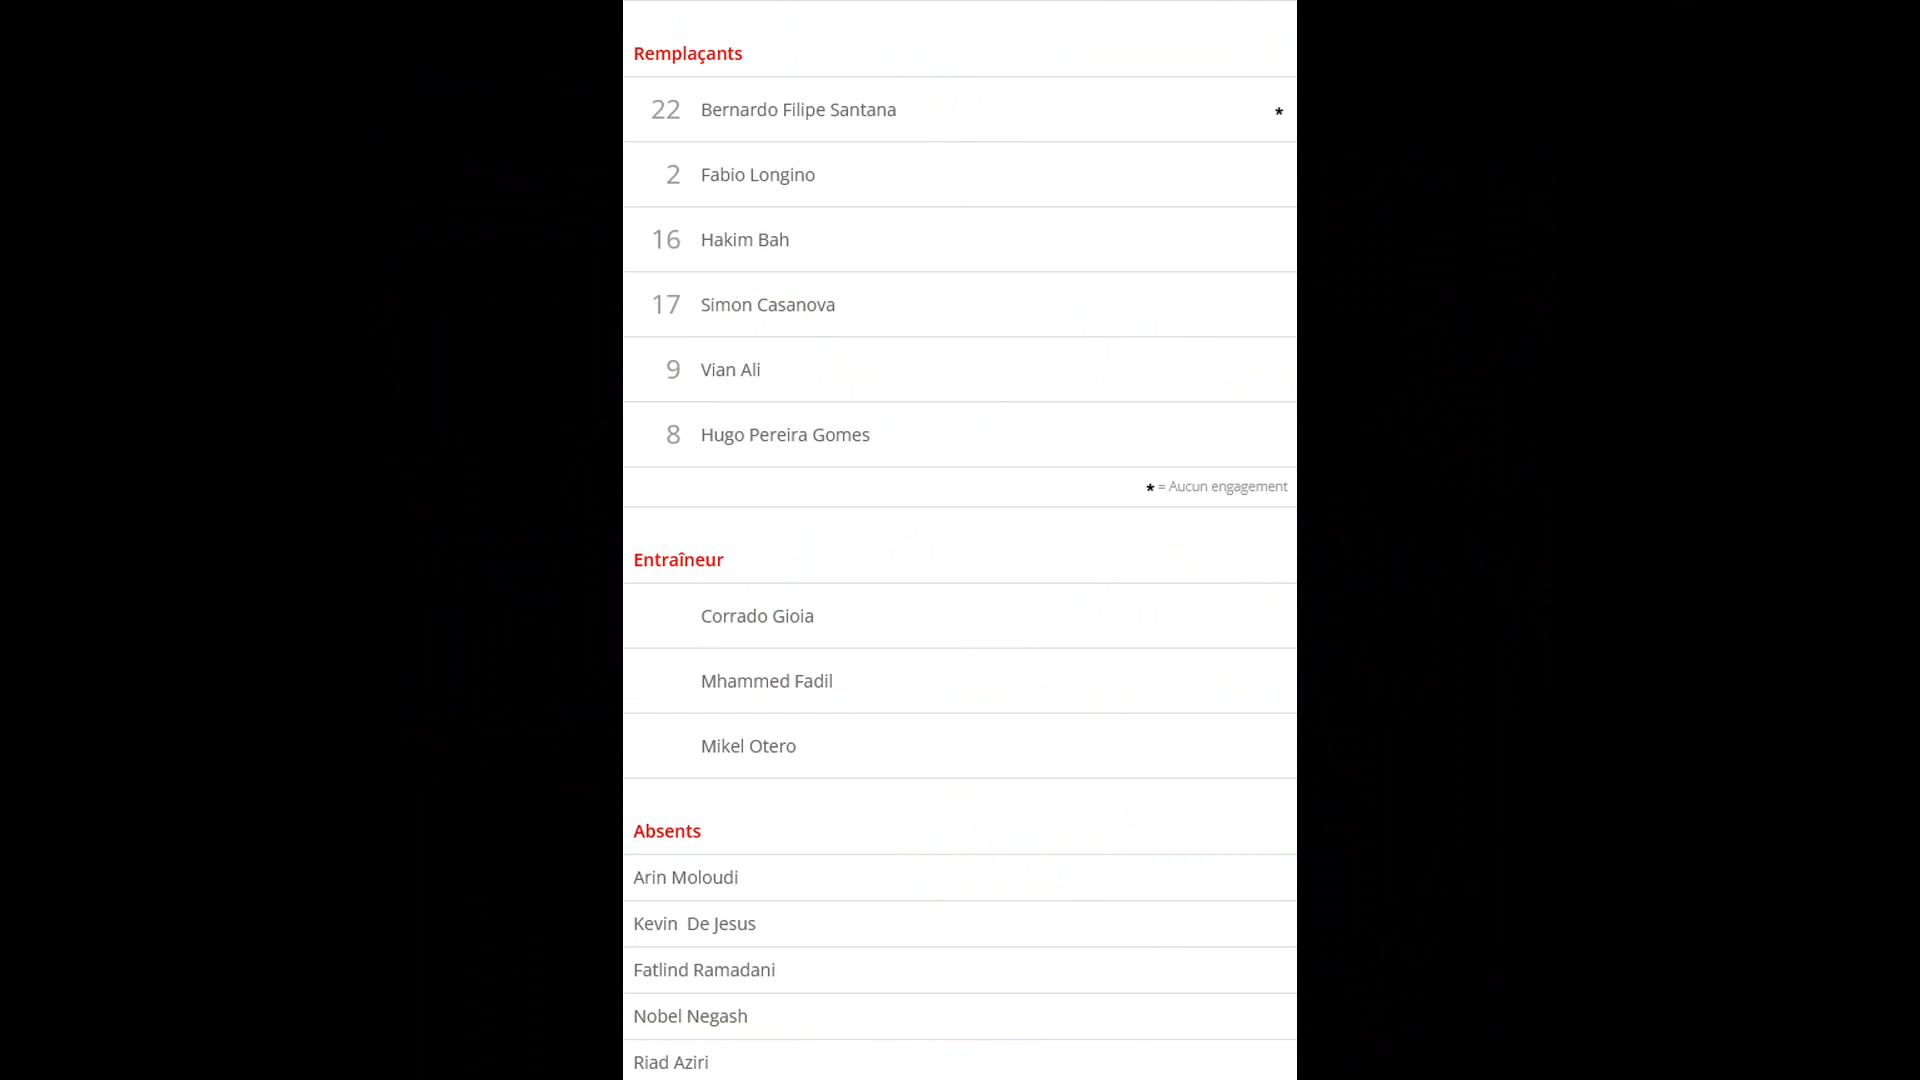 Remplaçants
22 Bernardo Filipe Santana *
2 Fabio Longino
16 Hakim Bah
17 Simon Casanova
9 Vian Ali
8 Hugo Pereira Gomes
* = Aucun engagement
Entraîneur
Corrado Gioia
Mhammed Fadil
Mikel Otero
Absents
Arin Moloudi
Kevin  De Jesus
Fatlind Ramadani
Nobel Negash
Riad Aziri